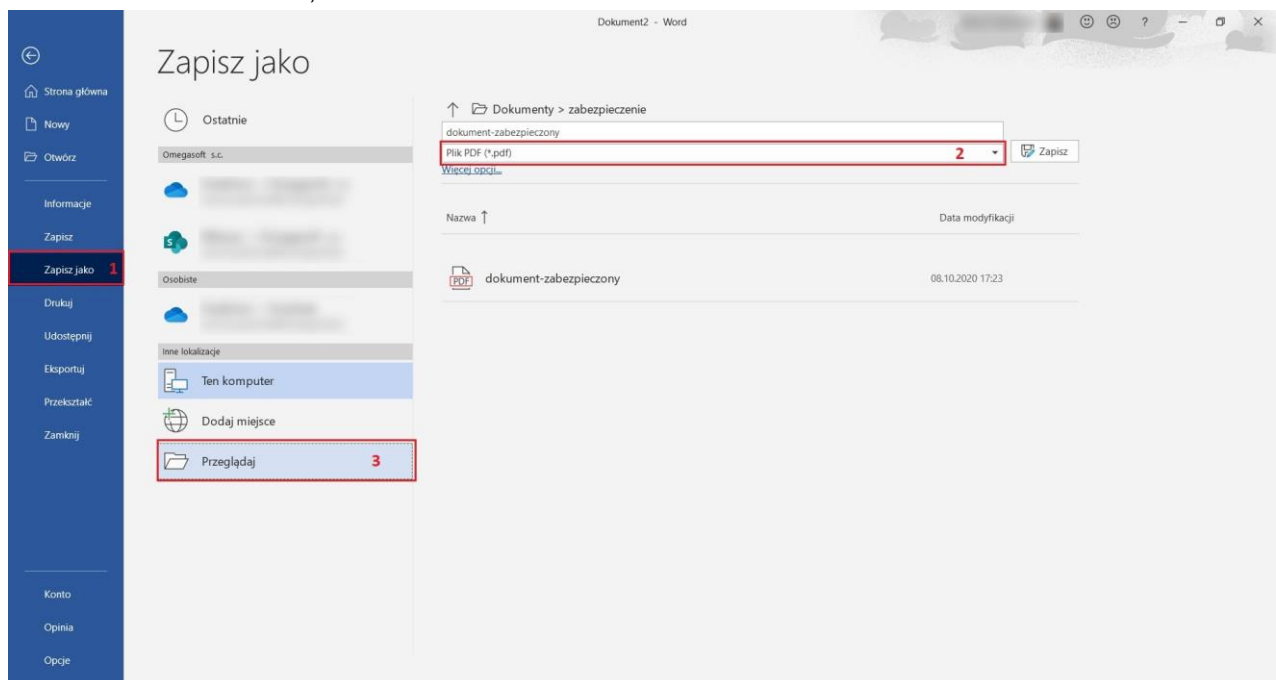 Dokument2 - Word
?
Zapisz jako
Strona główna
Nowy
Otwórz
Informacje
Zapisz
Zapisz jako 1
Drukuj
Udostępnij
Eksportuj
Przekształć
Zamknij
Konto
Opinia
Opcje
Ostatnie
Omegasoft s.c.
S
Osobiste
Inne lokalizacje
Ten komputer
Dodaj miejsce
Przeglądaj 3
Dokumenty > zabezpieczenie
dokument-zabezpieczony
Plik PDF (*.pdf) 2
Zapisz
Więcej opcji...
Nazwa ↑ Data modyfikacji
PDF dokument-zabezpieczony 08.10.2020 17:23